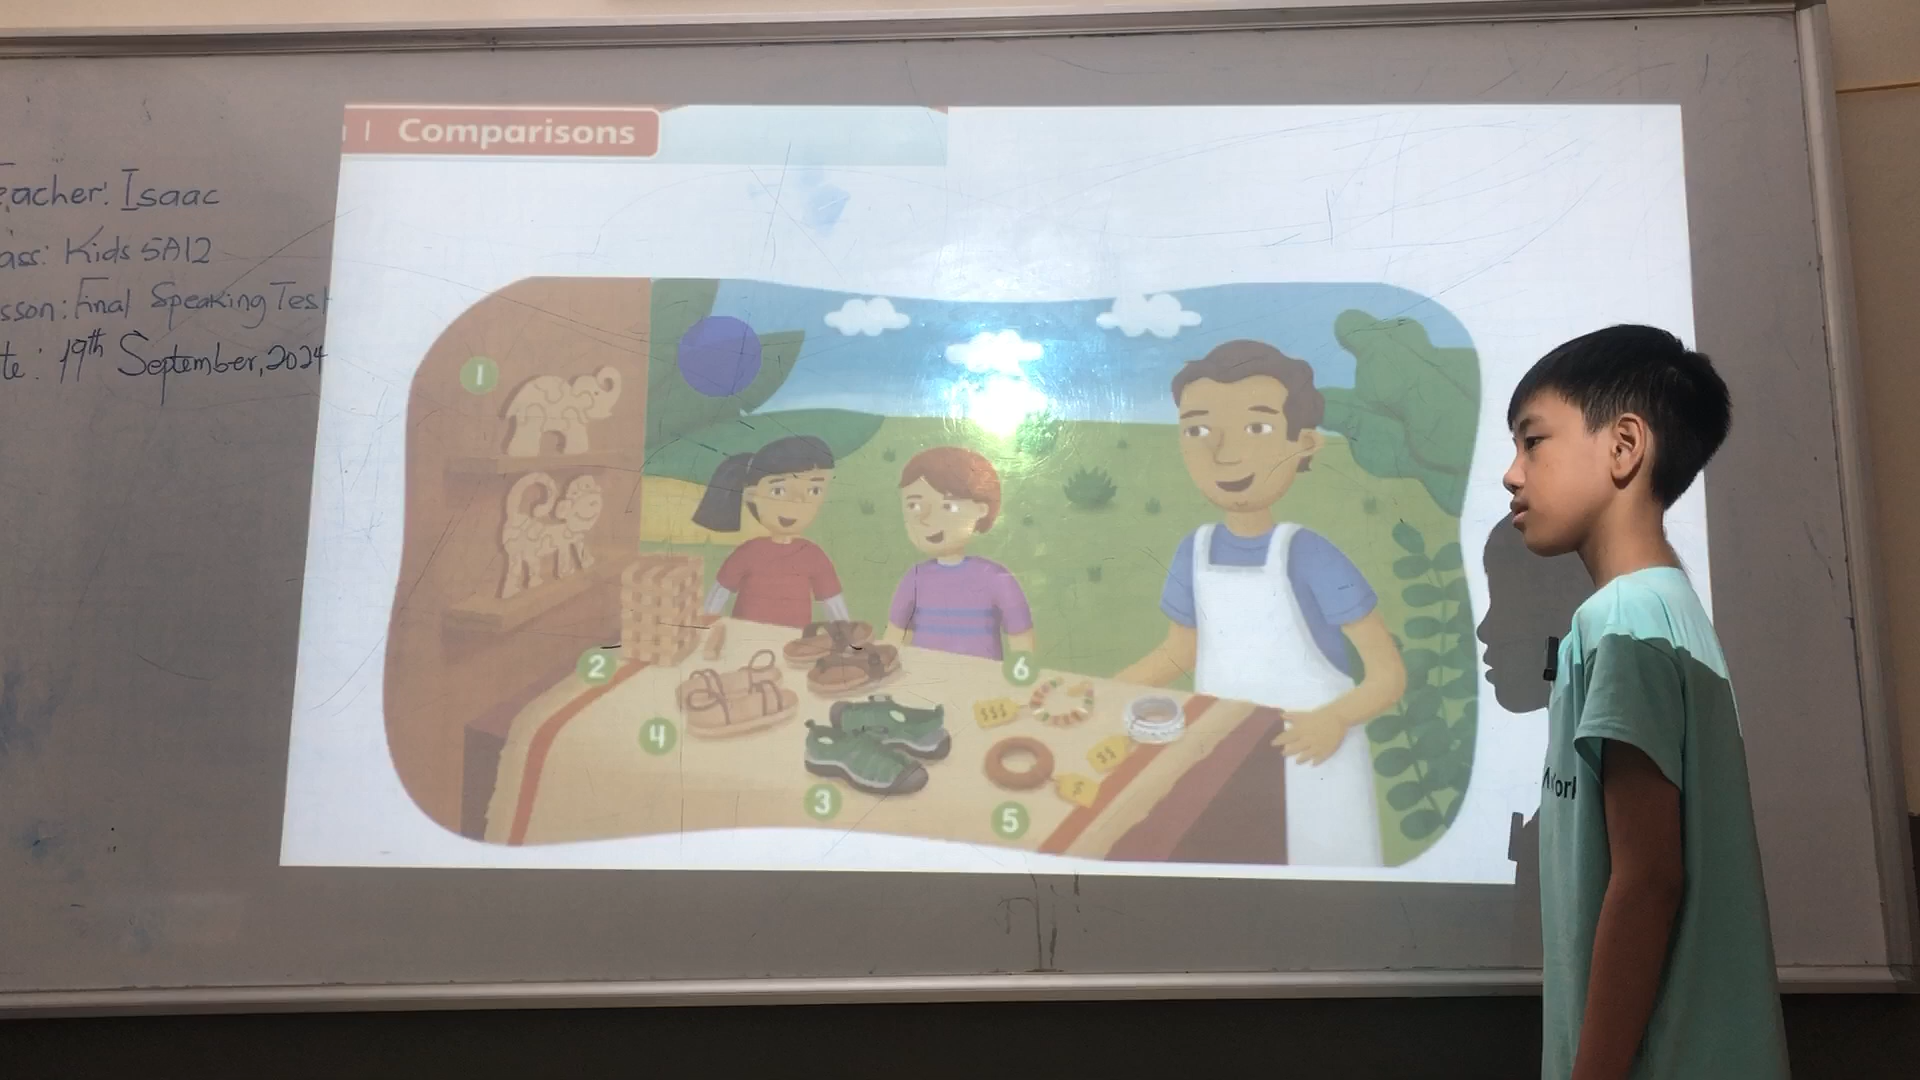 Comparisons
eacher: Isaac
ass: Kids 5A12
sson: Final Speaking Test
te: 19th September, 2024
1
2
3
4
5
6
$$$
$$
$